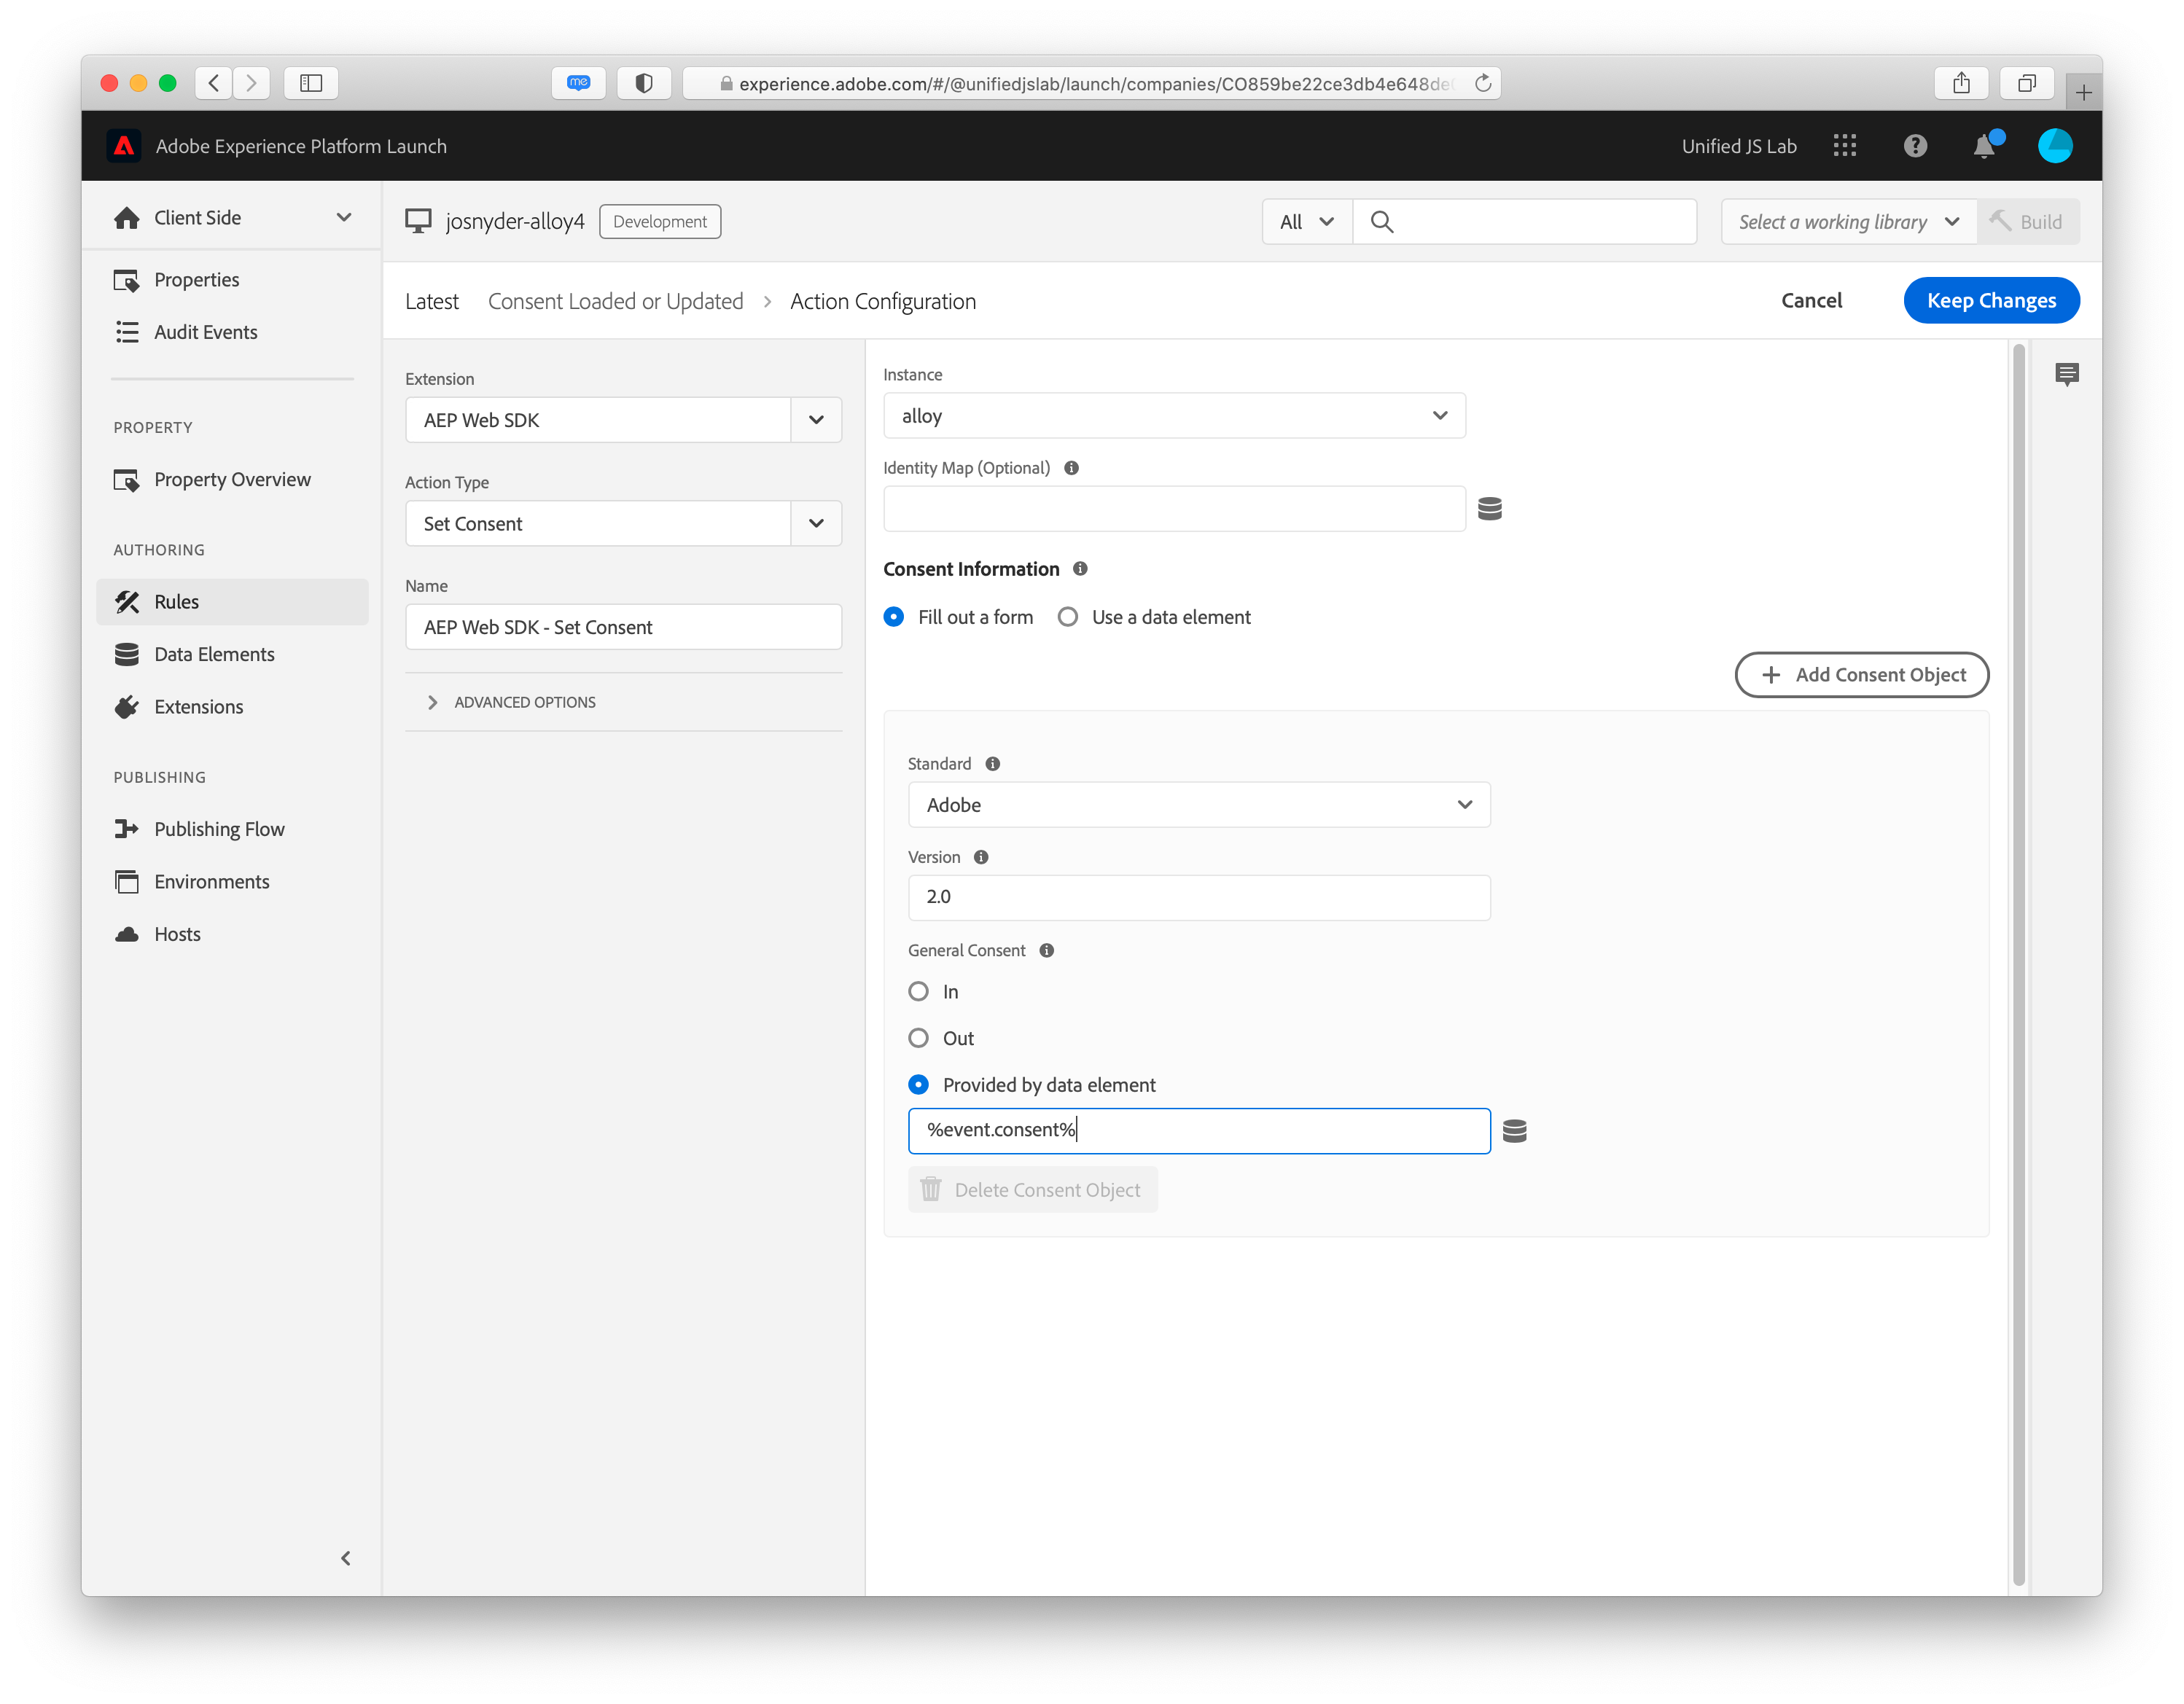 me
experience.adobe.com/#/@unifiedjslab/launch/companies/CO859be22ce3db4e648de
Adobe Experience Platform Launch
Unified JS Lab
Client Side
josnyder-alloy4
Development
All
Select a working library
Build
Properties
Audit Events
Latest
Consent Loaded or Updated
Action Configuration
Cancel
Keep Changes
PROPERTY
Property Overview
AUTHORING
Rules
Data Elements
Extensions
PUBLISHING
Publishing Flow
Environments
Hosts
Extension
AEP Web SDK
Action Type
Set Consent
Name
AEP Web SDK - Set Consent
ADVANCED OPTIONS
Instance
alloy
Identity Map (Optional)
Consent Information
Fill out a form
Use a data element
Add Consent Object
Standard
Adobe
Version
2.0
General Consent
In
Out
Provided by data element
%event.consent%
Delete Consent Object